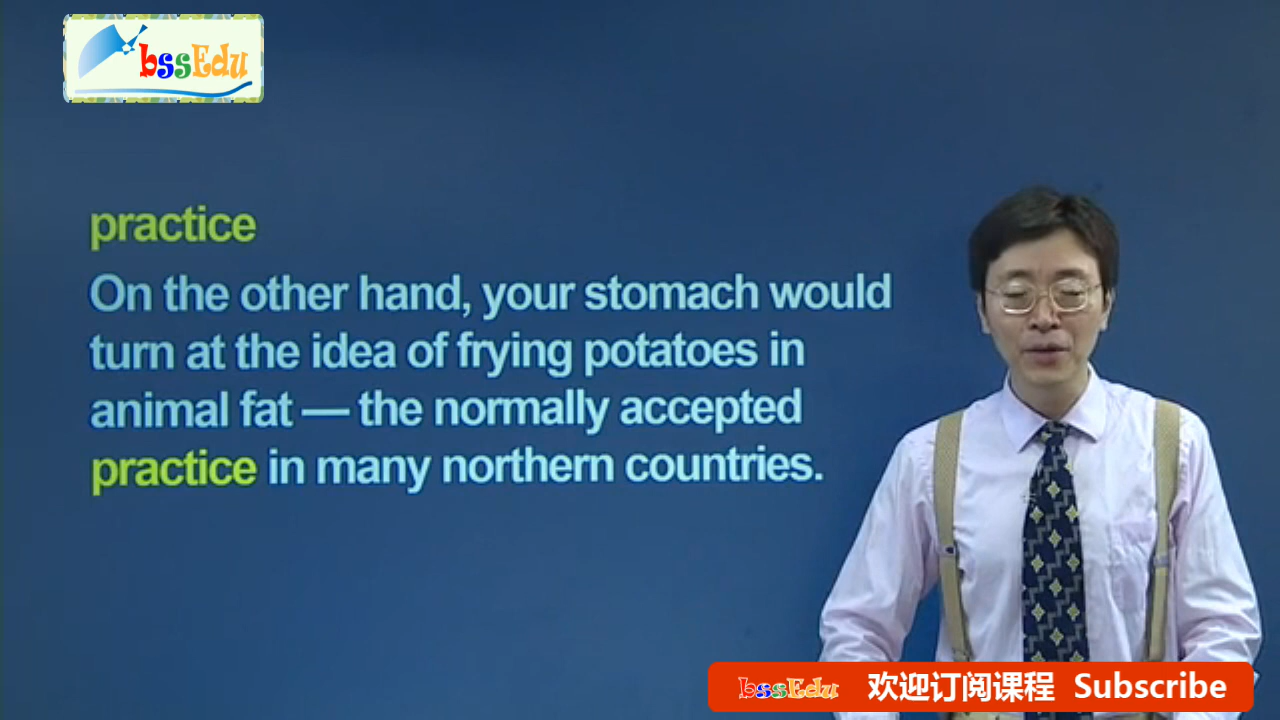 bssEdu
practice
On the other hand, your stomach would
turn at the idea of frying potatoes in
animal fat — the normally accepted
practice in many northern countries.
bssEdu 欢迎订阅课程 Subscribe